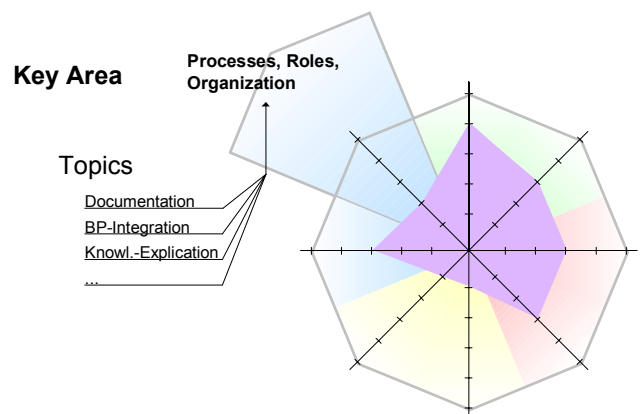 Key Area
Processes, Roles,
Organization
Topics
Documentation
BP-Integration
Knowl.-Explication
...